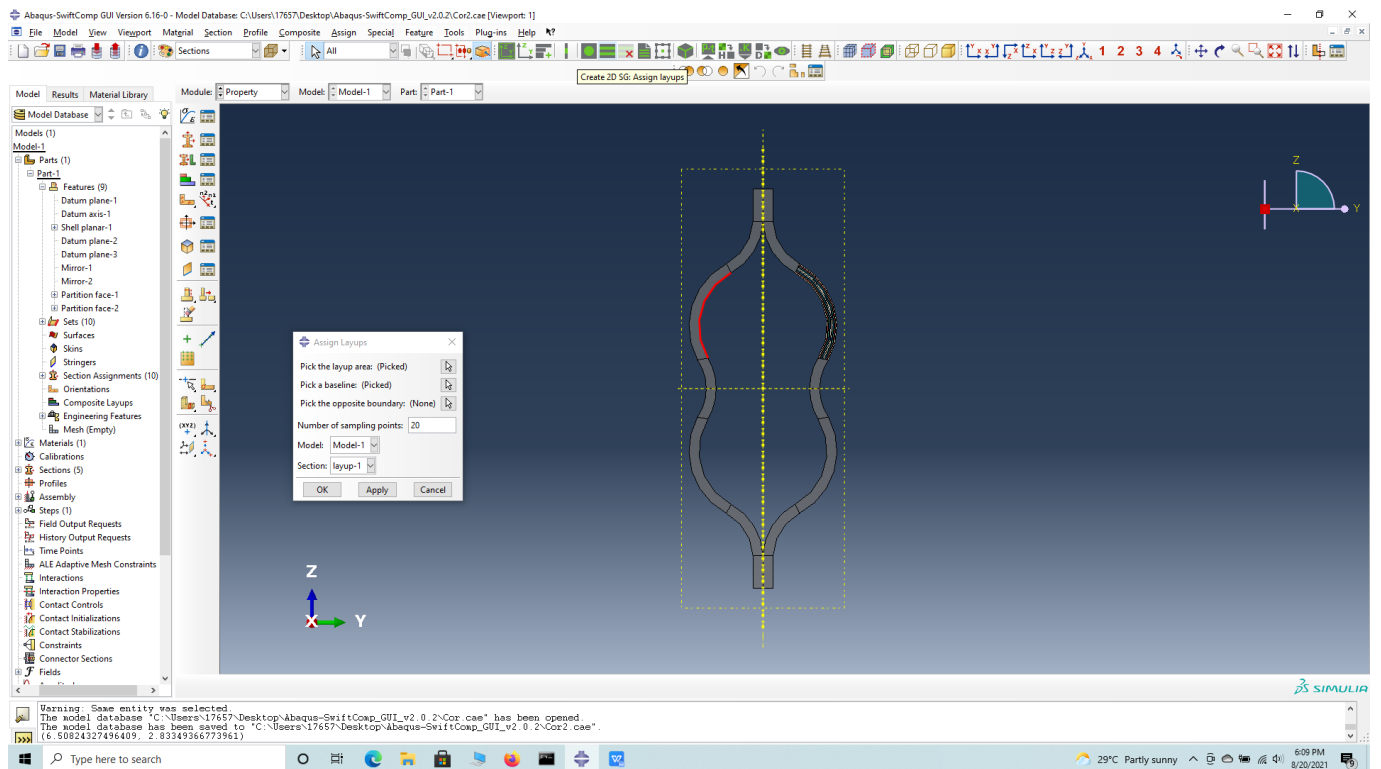 Abaqus-SwiftComp GUI Version 6.16-0 - Model Database: C:\Users\17657\Desktop\Abaqus-SwiftComp_GUI_v2.0.2\Cor2.cae [Viewport: 1]
File Model View Viewport Material Section Profile Composite Assign Special Feature Tools Plug-ins Help
Sections All 1 2 3 4
Create 2D SG: Assign layups
Model Results Material Library
Module: Property Model: Model-1 Part: Part-1
Model Database
Models (1)
Model-1
Parts (1)
Part-1
Features (9)
Datum plane-1
Datum axis-1
Shell planar-1
Datum plane-2
Datum plane-3
Mirror-1
Mirror-2
Partition face-1
Partition face-2
Sets (10)
Surfaces
Skins
Stringers
Section Assignments (10)
Orientations
Composite Layups
Engineering Features
Mesh (Empty)
Materials (1)
Calibrations
Sections (5)
Profiles
Assembly
Steps (1)
Field Output Requests
History Output Requests
Time Points
ALE Adaptive Mesh Constraints
Interactions
Interaction Properties
Contact Controls
Contact Initializations
Contact Stabilizations
Constraints
Connector Sections
Fields
Assign Layups
Pick the layup area: (Picked)
Pick a baseline: (Picked)
Pick the opposite boundary: (None)
Number of sampling points: 20
Model: Model-1
Section: layup-1
OK Apply Cancel
Z
X Y
Z
X Y
SIMULIA
Warning: Same entity was selected.
The model database "C:\Users\17657\Desktop\Abaqus-SwiftComp_GUI_v2.0.2\Cor.cae" has been opened.
The model database has been saved to "C:\Users\17657\Desktop\Abaqus-SwiftComp_GUI_v2.0.2\Cor2.cae".
(6.50824327496409, 2.83349366773961)
Type here to search
29°C Partly sunny
6:09 PM
8/20/2021